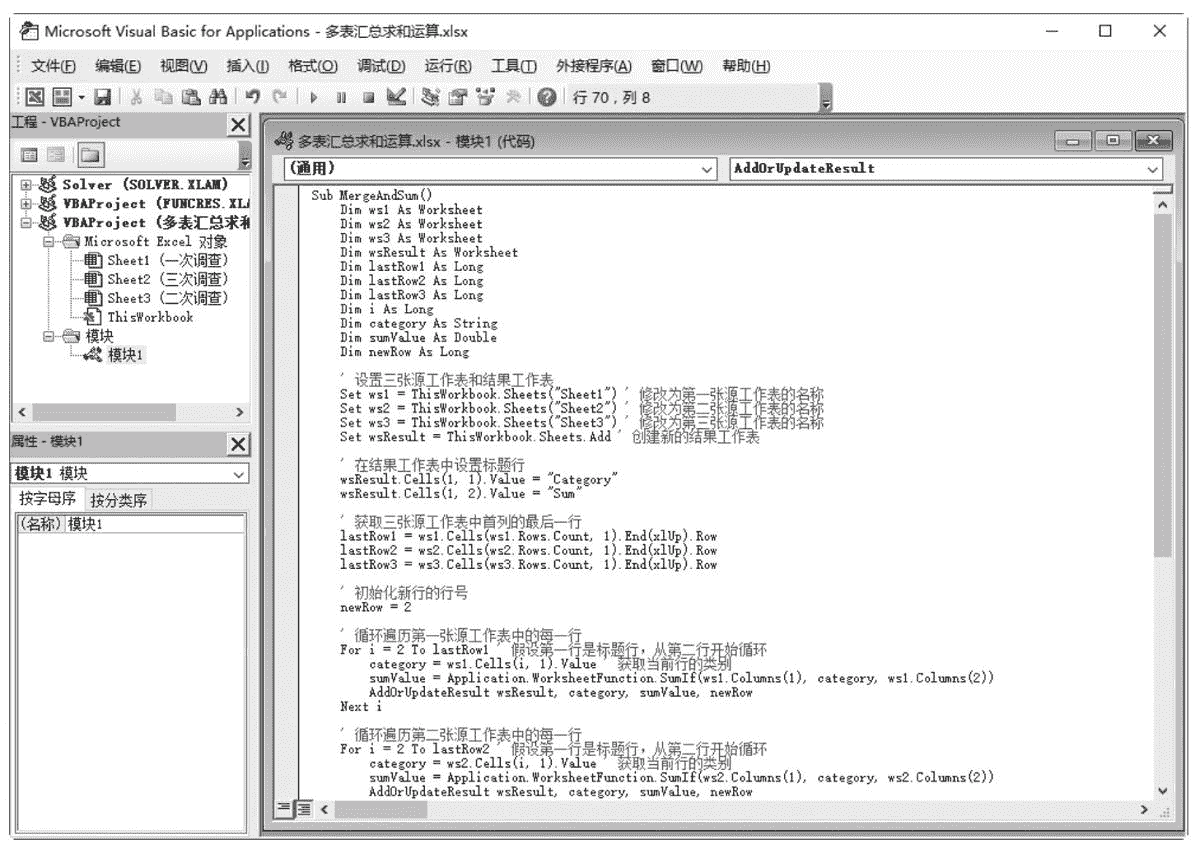 Microsoft Visual Basic for Applications - 多表汇总求和运算.xlsx
文件(F) 编辑(E) 视图(V) 插入(I) 格式(O) 调试(D) 运行(R) 工具(T) 外接程序(A) 窗口(W) 帮助(H)
行 70 , 列 8
工程 - VBAProject
Solver (SOLVER.XLAM)
VBAProject (FUNCRES.XLA
VBAProject (多表汇总求和
Microsoft Excel 对象
Sheet1 (一次调查)
Sheet2 (三次调查)
Sheet3 (二次调查)
ThisWorkbook
模块
模块1
属性 - 模块1
模块1 模块
按字母序 按分类序
(名称) 模块1
多表汇总求和运算.xlsx - 模块1 (代码)
(通用) AddOrUpdateResult
Sub MergeAndSum()
Dim ws1 As Worksheet
Dim ws2 As Worksheet
Dim ws3 As Worksheet
Dim wsResult As Worksheet
Dim lastRow1 As Long
Dim lastRow2 As Long
Dim lastRow3 As Long
Dim i As Long
Dim category As String
Dim sumValue As Double
Dim newRow As Long
' 设置三张源工作表和结果工作表
Set ws1 = ThisWorkbook.Sheets("Sheet1") ' 修改为第一张源工作表的名称
Set ws2 = ThisWorkbook.Sheets("Sheet2") ' 修改为第二张源工作表的名称
Set ws3 = ThisWorkbook.Sheets("Sheet3") ' 修改为第三张源工作表的名称
Set wsResult = ThisWorkbook.Sheets.Add ' 创建新的结果工作表
' 在结果工作表中设置标题行
wsResult.Cells(1, 1).Value = "Category"
wsResult.Cells(1, 2).Value = "Sum"
' 获取三张源工作表中首列的最后一行
lastRow1 = ws1.Cells(ws1.Rows.Count, 1).End(xlUp).Row
lastRow2 = ws2.Cells(ws2.Rows.Count, 1).End(xlUp).Row
lastRow3 = ws3.Cells(ws3.Rows.Count, 1).End(xlUp).Row
' 初始化新行的行号
newRow = 2
' 循环遍历第一张源工作表中的每一行
For i = 2 To lastRow1 ' 假设第一行是标题行，从第二行开始循环
category = ws1.Cells(i, 1).Value ' 获取当前行的类别
sumValue = Application.WorksheetFunction.SumIf(ws1.Columns(1), category, ws1.Columns(2))
AddOrUpdateResult wsResult, category, sumValue, newRow
Next i
' 循环遍历第二张源工作表中的每一行
For i = 2 To lastRow2 ' 假设第一行是标题行，从第二行开始循环
category = ws2.Cells(i, 1).Value ' 获取当前行的类别
sumValue = Application.WorksheetFunction.SumIf(ws2.Columns(1), category, ws2.Columns(2))
AddOrUpdateResult wsResult, category, sumValue, newRow